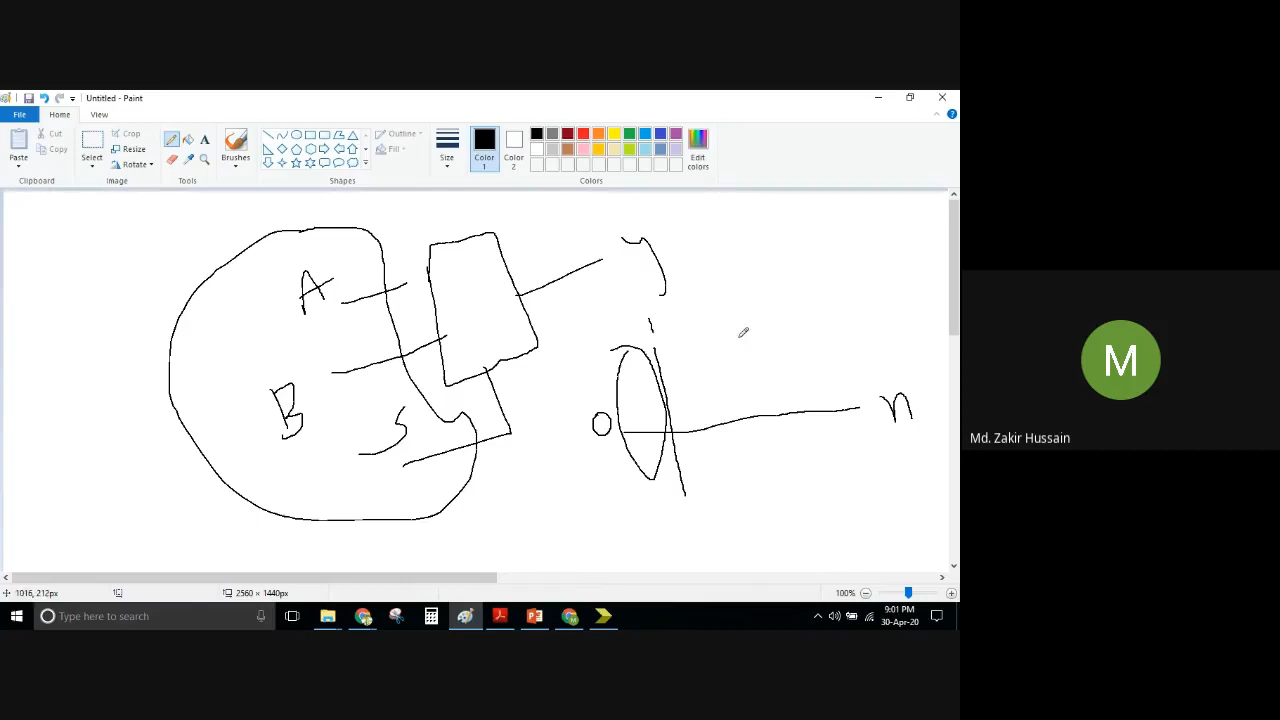 Untitled - Paint
File Home View
Paste Cut Copy Clipboard
Select Crop Resize Rotate Image
Tools
Brushes
Shapes Outline Fill
Size
Color 1 Color 2 Edit colors Colors
A
B
S
0
n
M
Md. Zakir Hussain
1016, 212px 2560 × 1440px 100%
Type here to search
9:01 PM
30-Apr-20